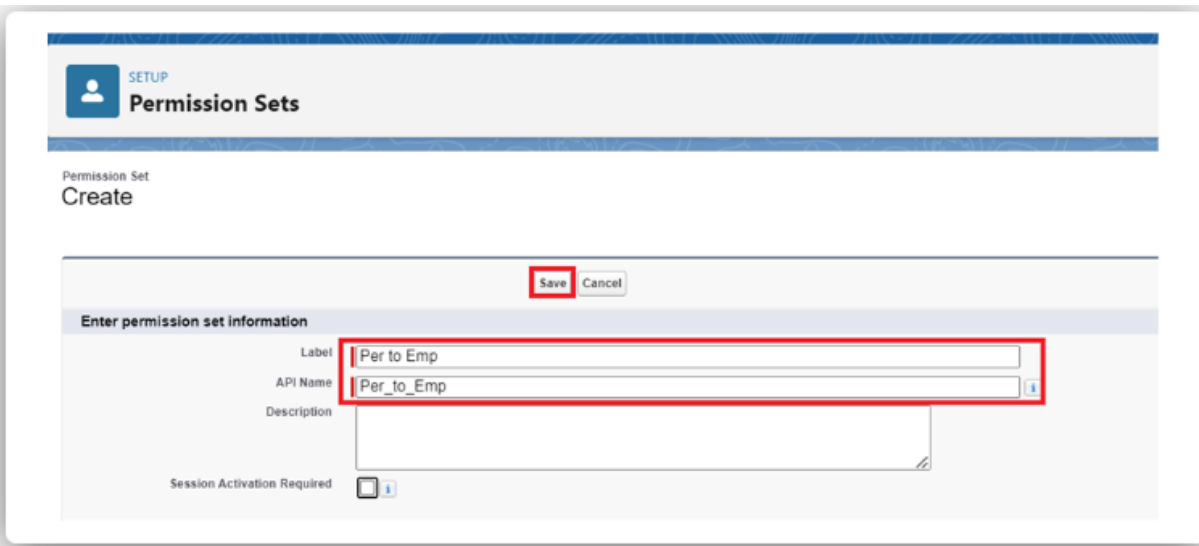 SETUP
Permission Sets
Permission Set
Create
Save Cancel
Enter permission set information
Label Per to Emp
API Name Per_to_Emp i
Description
Session Activation Required i